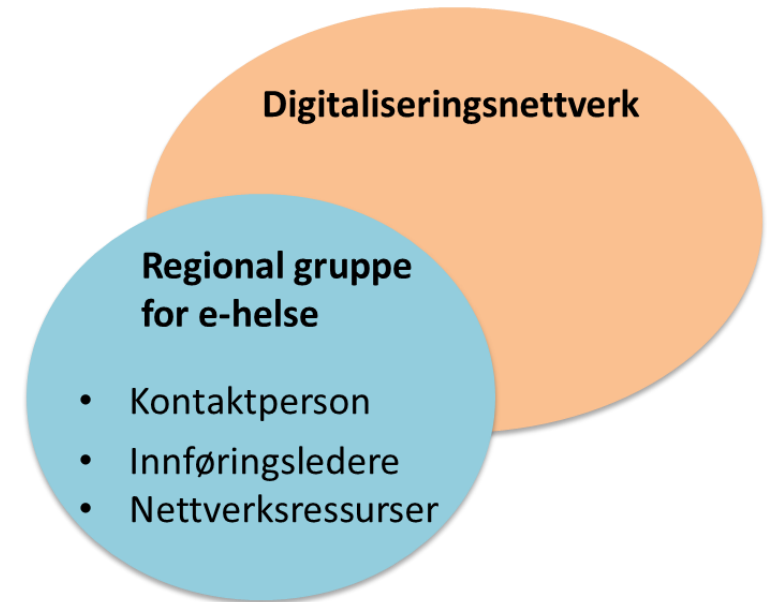 Digitaliseringsnettverk
Regional gruppe
for e-helse
• Kontaktperson
• Innføringsledere
• Nettverksressurser